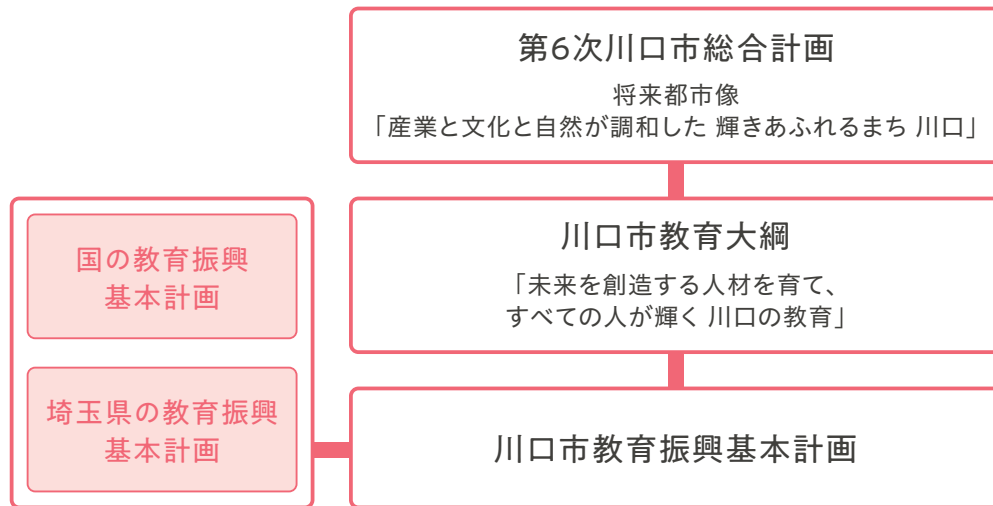 第6次川口市総合計画
将来都市像
「産業と文化と自然が調和した 輝きあふれるまち 川口」
川口市教育大綱
「未来を創造する人材を育て、
すべての人が輝く 川口の教育」
国の教育振興
基本計画
埼玉県の教育振興
基本計画
川口市教育振興基本計画